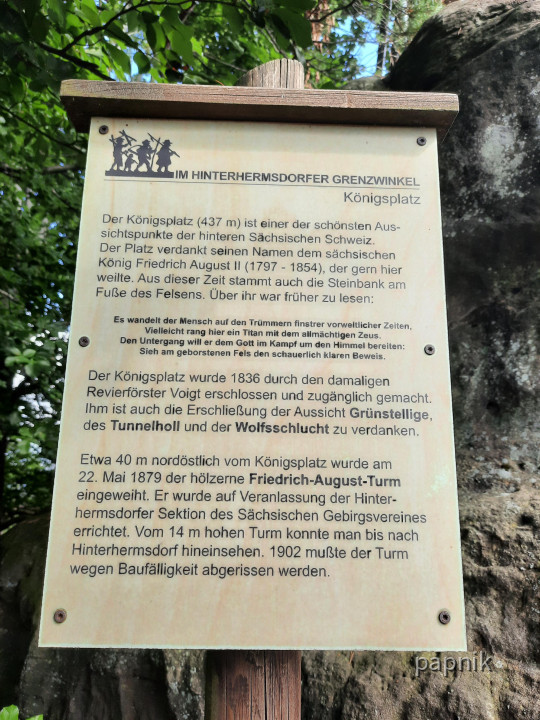 IM HINTERHERMSDORFER GRENZWINKEL
Königsplatz
Der Königsplatz (437 m) ist einer der schönsten Aus-
sichtspunkte der hinteren Sächsischen Schweiz.
Der Platz verdankt seinen Namen dem sächsischen
König Friedrich August II (1797 - 1854), der gern hier
weilte. Aus dieser Zeit stammt auch die Steinbank am
Fuße des Felsens. Über ihr war früher zu lesen:
Es wandelt der Mensch auf den Trümmern finstrer vorweltlicher Zeiten,
Vielleicht rang hier ein Titan mit dem allmächtigen Zeus.
Den Untergang will er dem Gott im Kampf um den Himmel bereiten:
Sieh am geborstenen Fels den schauerlich klaren Beweis.
Der Königsplatz wurde 1836 durch den damaligen
Revierförster Voigt erschlossen und zugänglich gemacht.
Ihm ist auch die Erschließung der Aussicht Grünstellige,
des Tunnelholl und der Wolfsschlucht zu verdanken.
Etwa 40 m nordöstlich vom Königsplatz wurde am
22. Mai 1879 der hölzerne Friedrich-August-Turm
eingeweiht. Er wurde auf Veranlassung der Hinter-
hermsdorfer Sektion des Sächsischen Gebirgsvereines
errichtet. Vom 14 m hohen Turm konnte man bis nach
Hinterhermsdorf hineinsehen. 1902 mußte der Turm
wegen Baufälligkeit abgerissen werden.
papnik